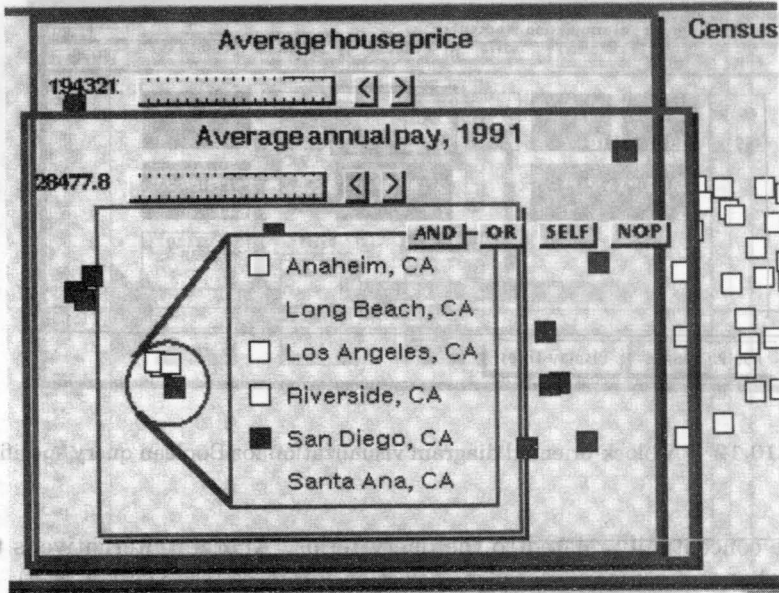 Average house price
Census
194321
Average annual pay, 1991
28477.8
AND OR SELF NOP
Anaheim, CA
Long Beach, CA
Los Angeles, CA
Riverside, CA
San Diego, CA
Santa Ana, CA